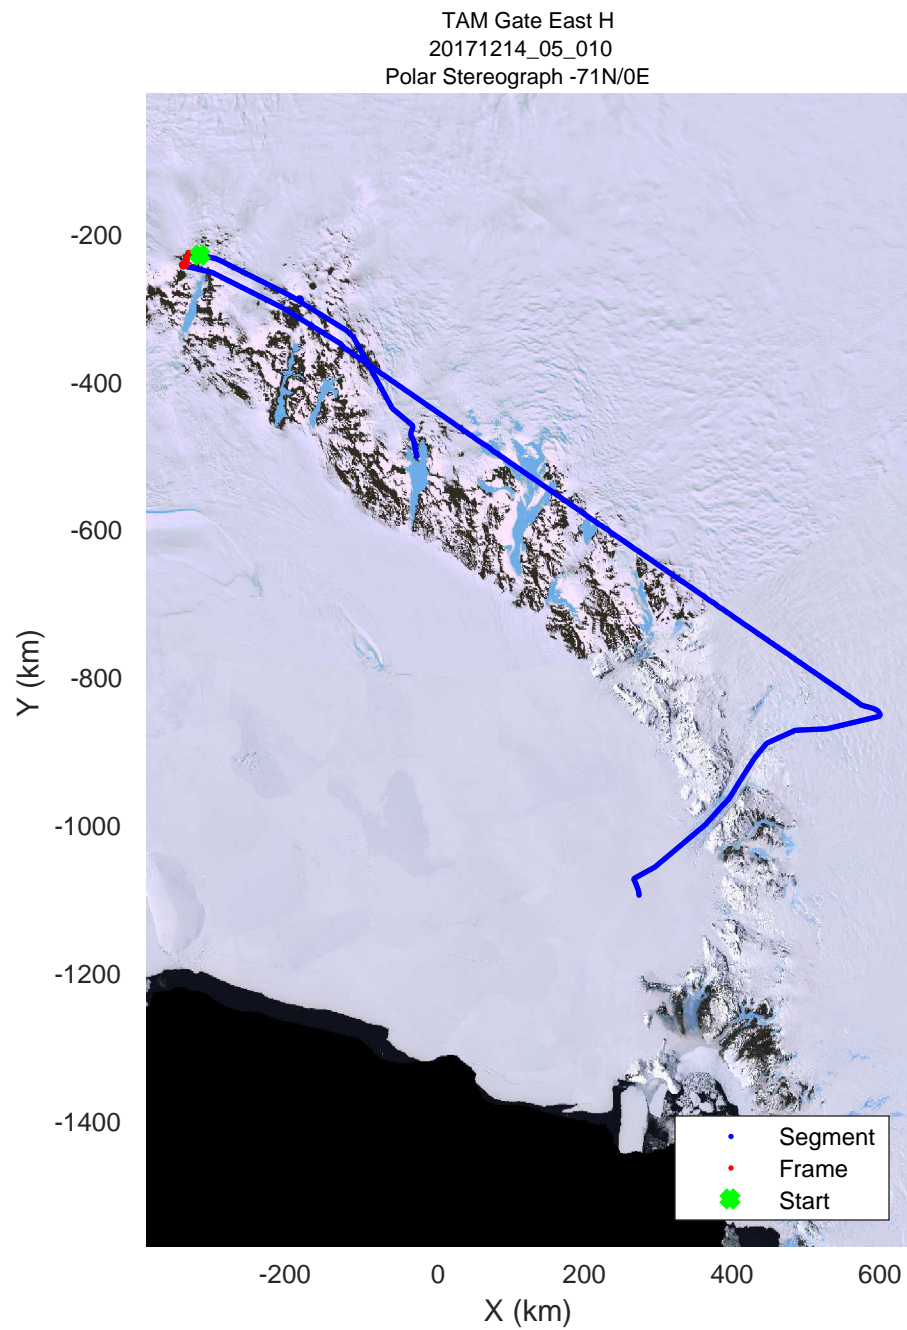 TAM Gate East H
20171214_05_010
Polar Stereograph -71N/0E
-200
-400
-600
-800
-1000
-1200
-1400
Y (km)
Segment
Frame
Start
-200 0 200 400 600
X (km)